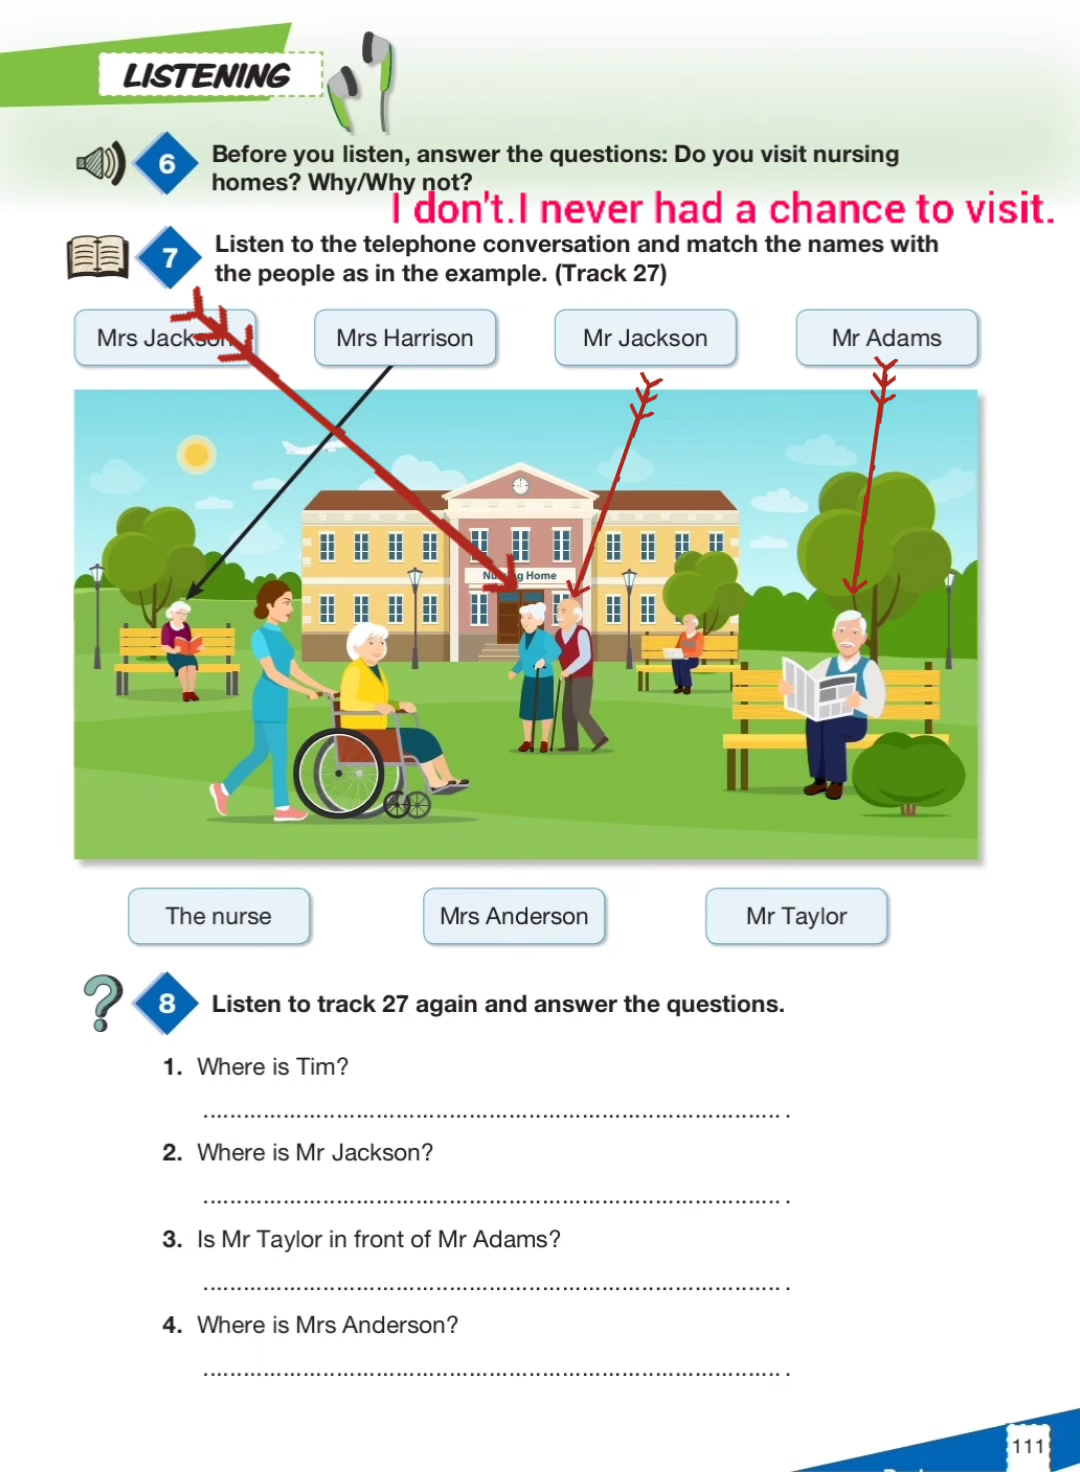 LISTENING
6 Before you listen, answer the questions: Do you visit nursing
homes? Why/Why not?
I don't.I never had a chance to visit.
7 Listen to the telephone conversation and match the names with
the people as in the example. (Track 27)
Mrs Jackson Mrs Harrison Mr Jackson Mr Adams
Nursing Home
The nurse Mrs Anderson Mr Taylor
? 8 Listen to track 27 again and answer the questions.
1. Where is Tim?
2. Where is Mr Jackson?
3. Is Mr Taylor in front of Mr Adams?
4. Where is Mrs Anderson?
111